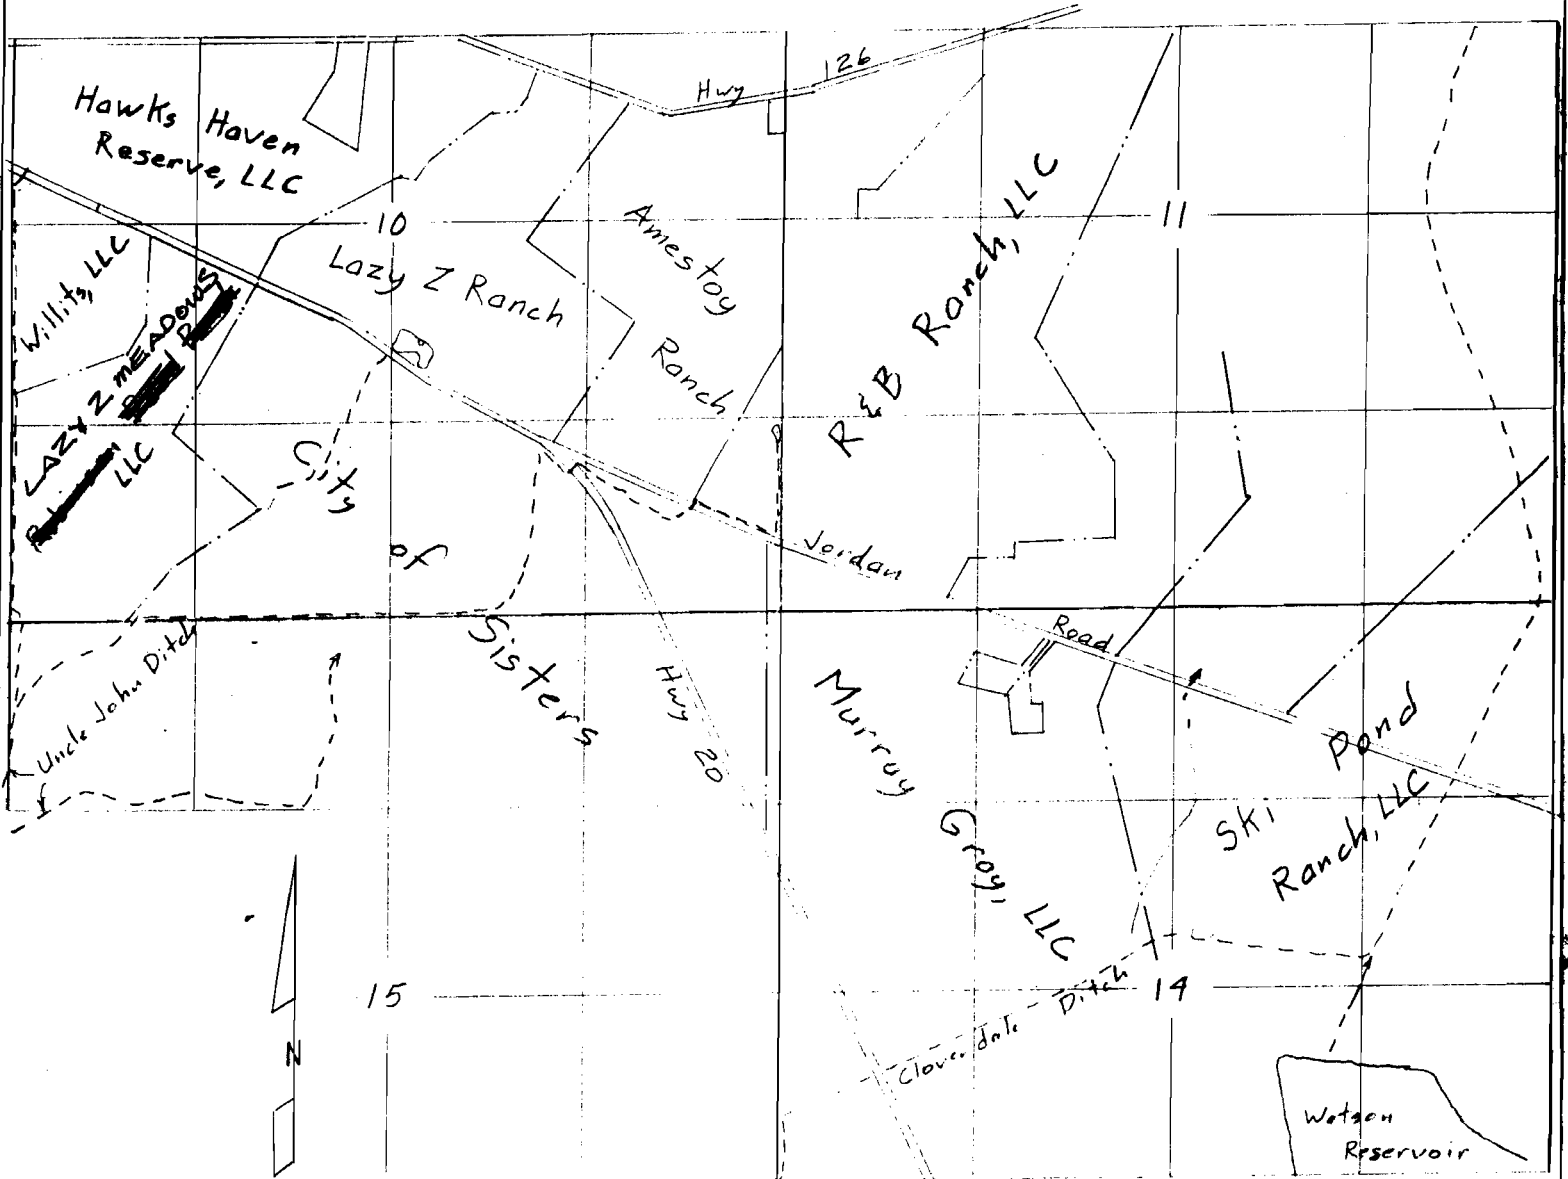 Hwy 126
Hawks Haven
Reserve, LLC
10
11
Lazy Z Ranch
Amestoy
Ranch
R&B Ranch, LLC
Willits, LLC
LAZY Z MEADOWS
LLC
City
of
Sisters
Jordan
Road
Uncle John Ditch
Hwy 20
Murray
Gray, LLC
Ski Pond
Ranch, LLC
15
14
Cloverdale Ditch
N
Watson
Reservoir